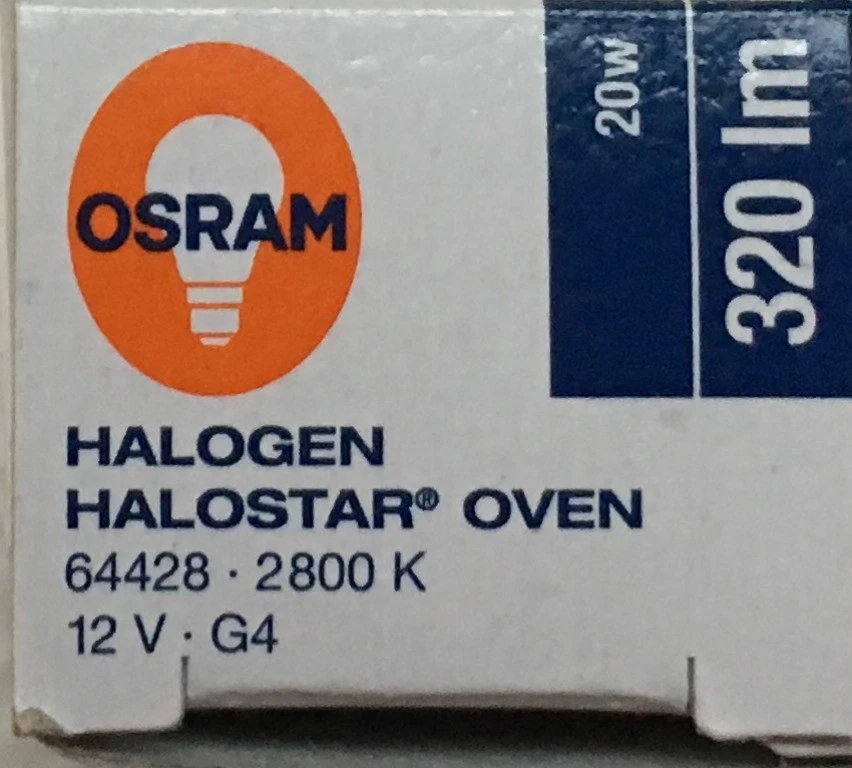 OSRAM
20w
320 lm
HALOGEN
HALOSTAR® OVEN
64428 · 2800 K
12 V · G4